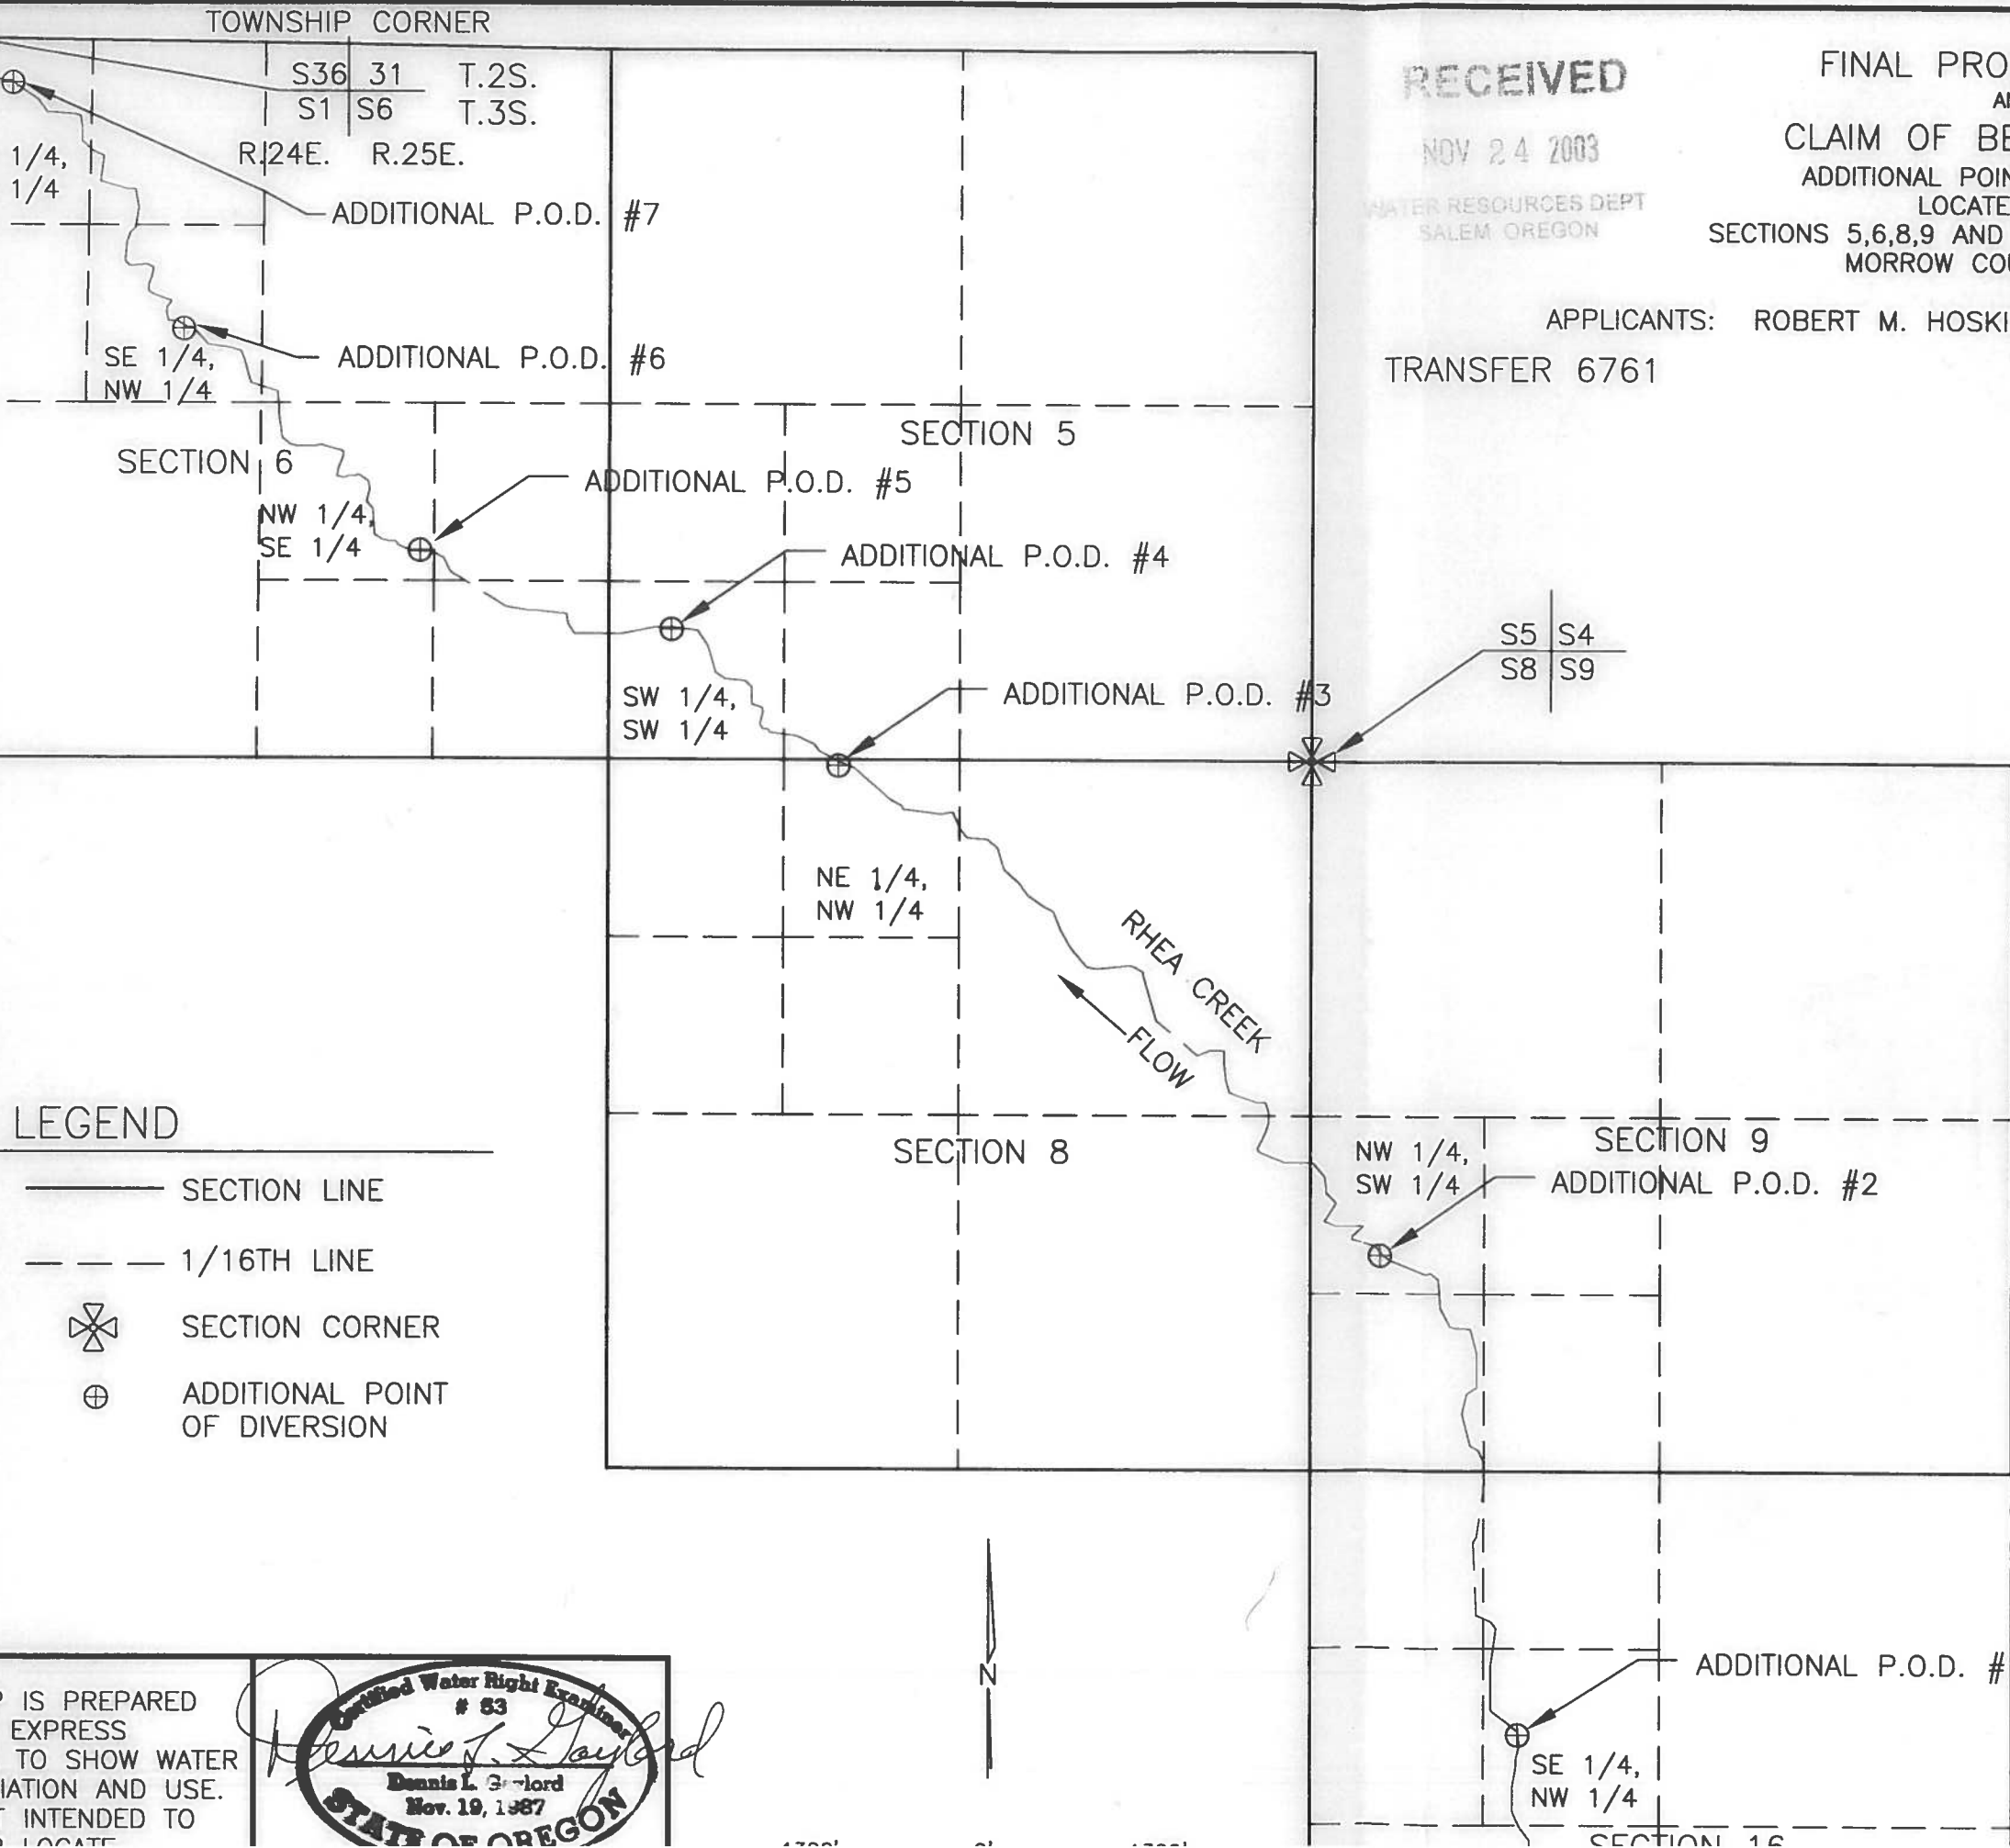 TOWNSHIP CORNER
S36 31 T.2S.
S1 S6 T.3S.
R.24E. R.25E.
1/4,
1/4
ADDITIONAL P.O.D. #7
SE 1/4,
NW 1/4
ADDITIONAL P.O.D. #6
SECTION 6
SECTION 5
NW 1/4,
SE 1/4
ADDITIONAL P.O.D. #5
ADDITIONAL P.O.D. #4
SW 1/4,
SW 1/4
ADDITIONAL P.O.D. #3
RECEIVED
NOV 24 2003
WATER RESOURCES DEPT
SALEM OREGON
FINAL PRO
CLAIM OF BE
ADDITIONAL POIN
LOCATE
SECTIONS 5,6,8,9 AND
MORROW COU
APPLICANTS: ROBERT M. HOSKI
TRANSFER 6761
S5 S4
S8 S9
NE 1/4,
NW 1/4
RHEA CREEK
FLOW
SECTION 8
NW 1/4,
SW 1/4
SECTION 9
ADDITIONAL P.O.D. #2
LEGEND
SECTION LINE
1/16TH LINE
SECTION CORNER
ADDITIONAL POINT
OF DIVERSION
N
ADDITIONAL P.O.D. #
SE 1/4,
NW 1/4
SECTION 16
IS PREPARED
EXPRESS
TO SHOW WATER
IATION AND USE.
INTENDED TO
LOCATE
Certified Water Right Examiner
# 53
Dennis L. Gaylord
Dennis L. Gaylord
Nov. 19, 1987
STATE OF OREGON